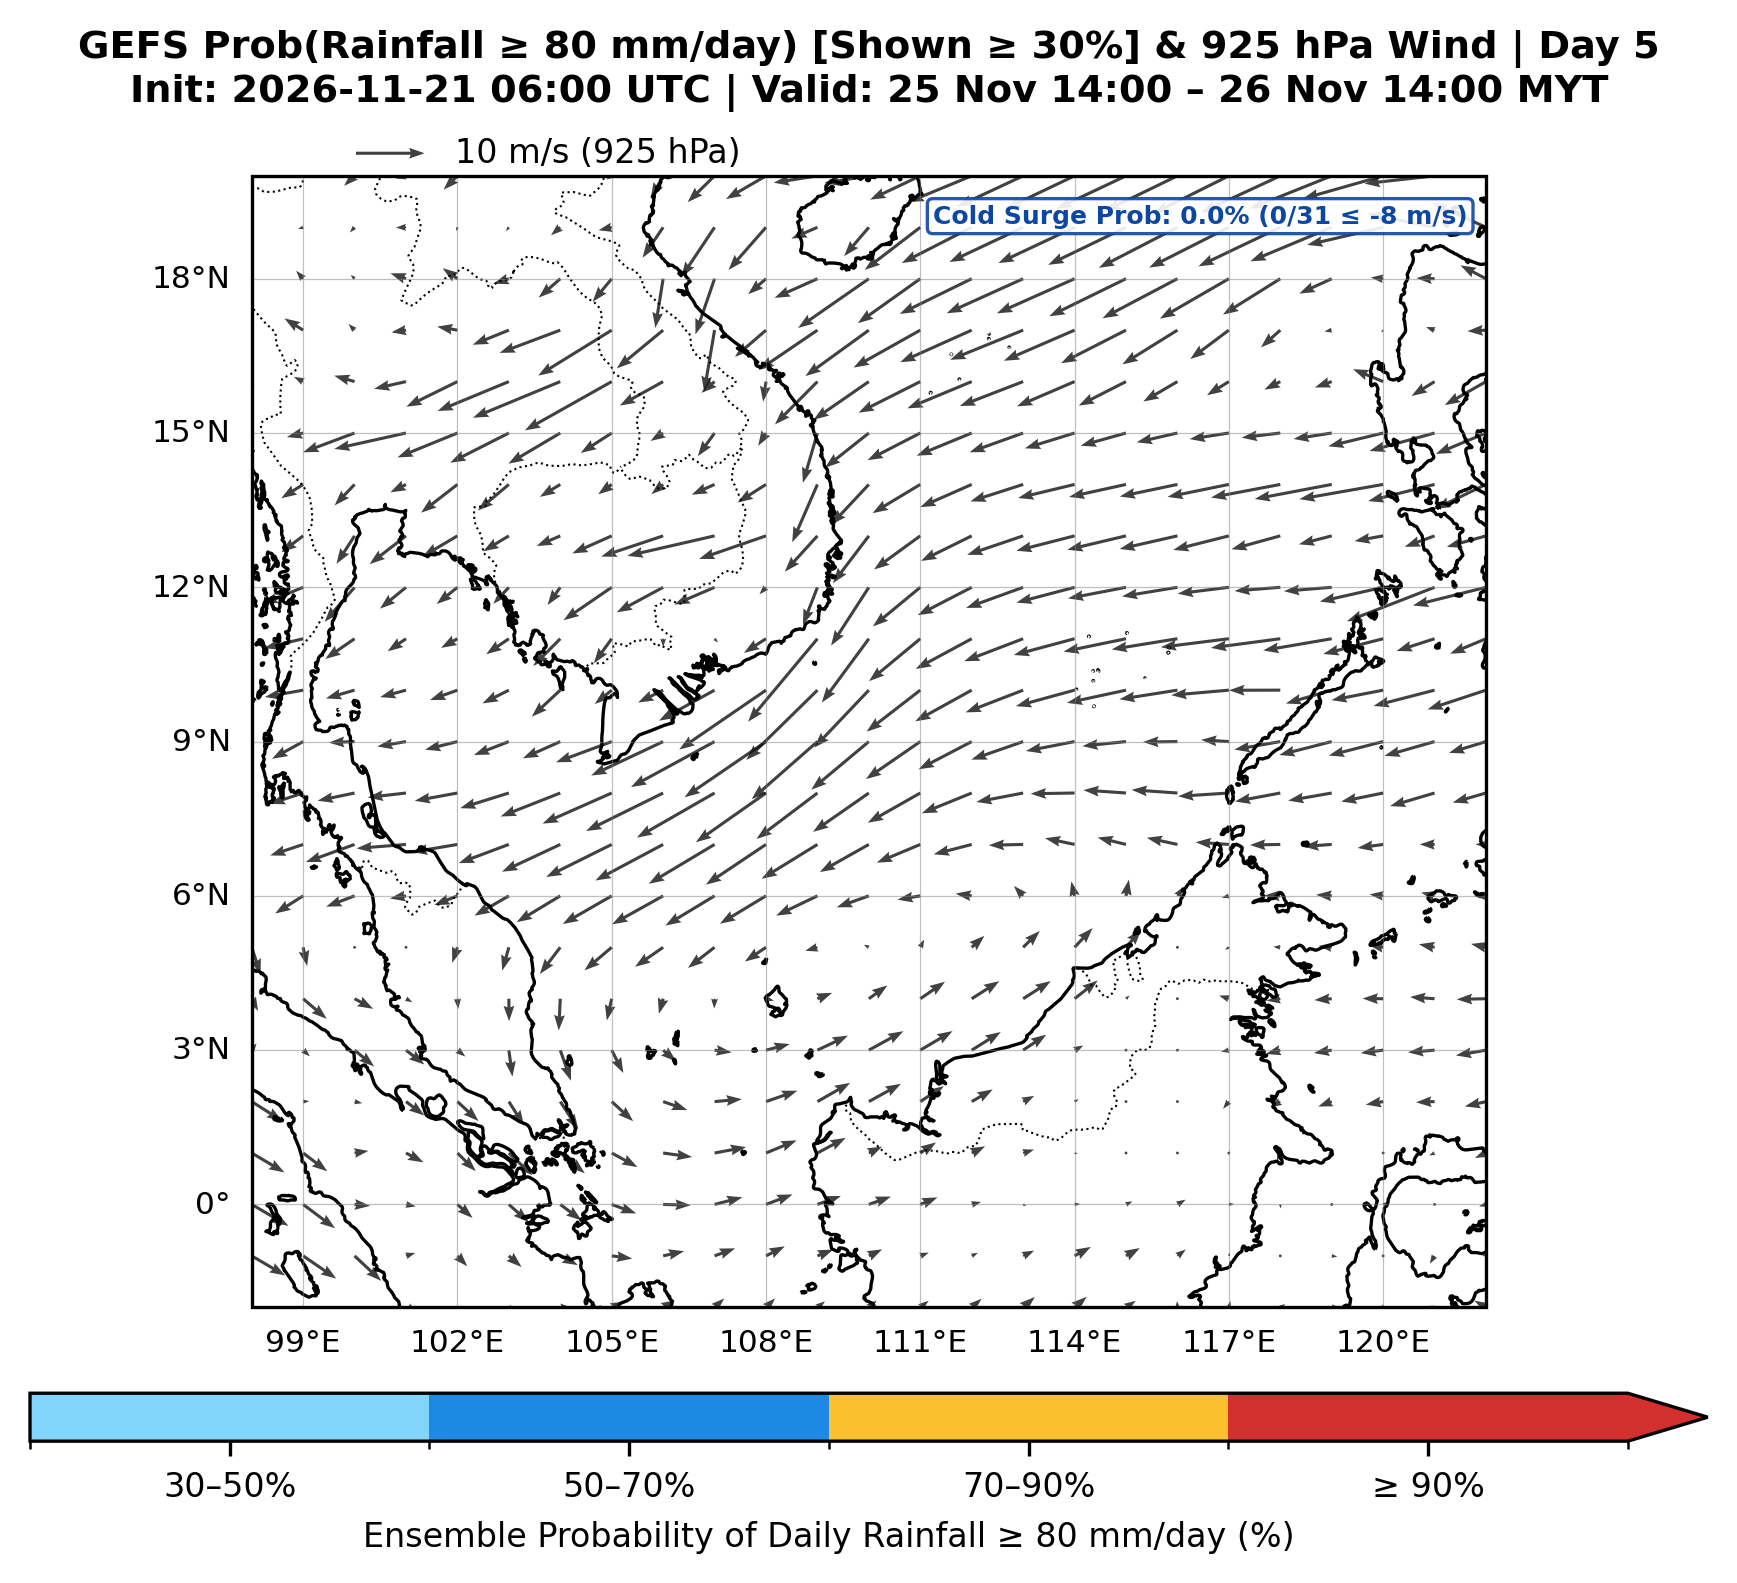 GEFS Prob(Rainfall ≥ 80 mm/day) [Shown ≥ 30%] & 925 hPa Wind | Day 5
Init: 2026-11-21 06:00 UTC | Valid: 25 Nov 14:00 – 26 Nov 14:00 MYT
10 m/s (925 hPa)
Cold Surge Prob: 0.0% (0/31 ≤ -8 m/s)
18°N
15°N
12°N
9°N
6°N
3°N
0°
99°E 102°E 105°E 108°E 111°E 114°E 117°E 120°E
30–50% 50–70% 70–90% ≥ 90%
Ensemble Probability of Daily Rainfall ≥ 80 mm/day (%)